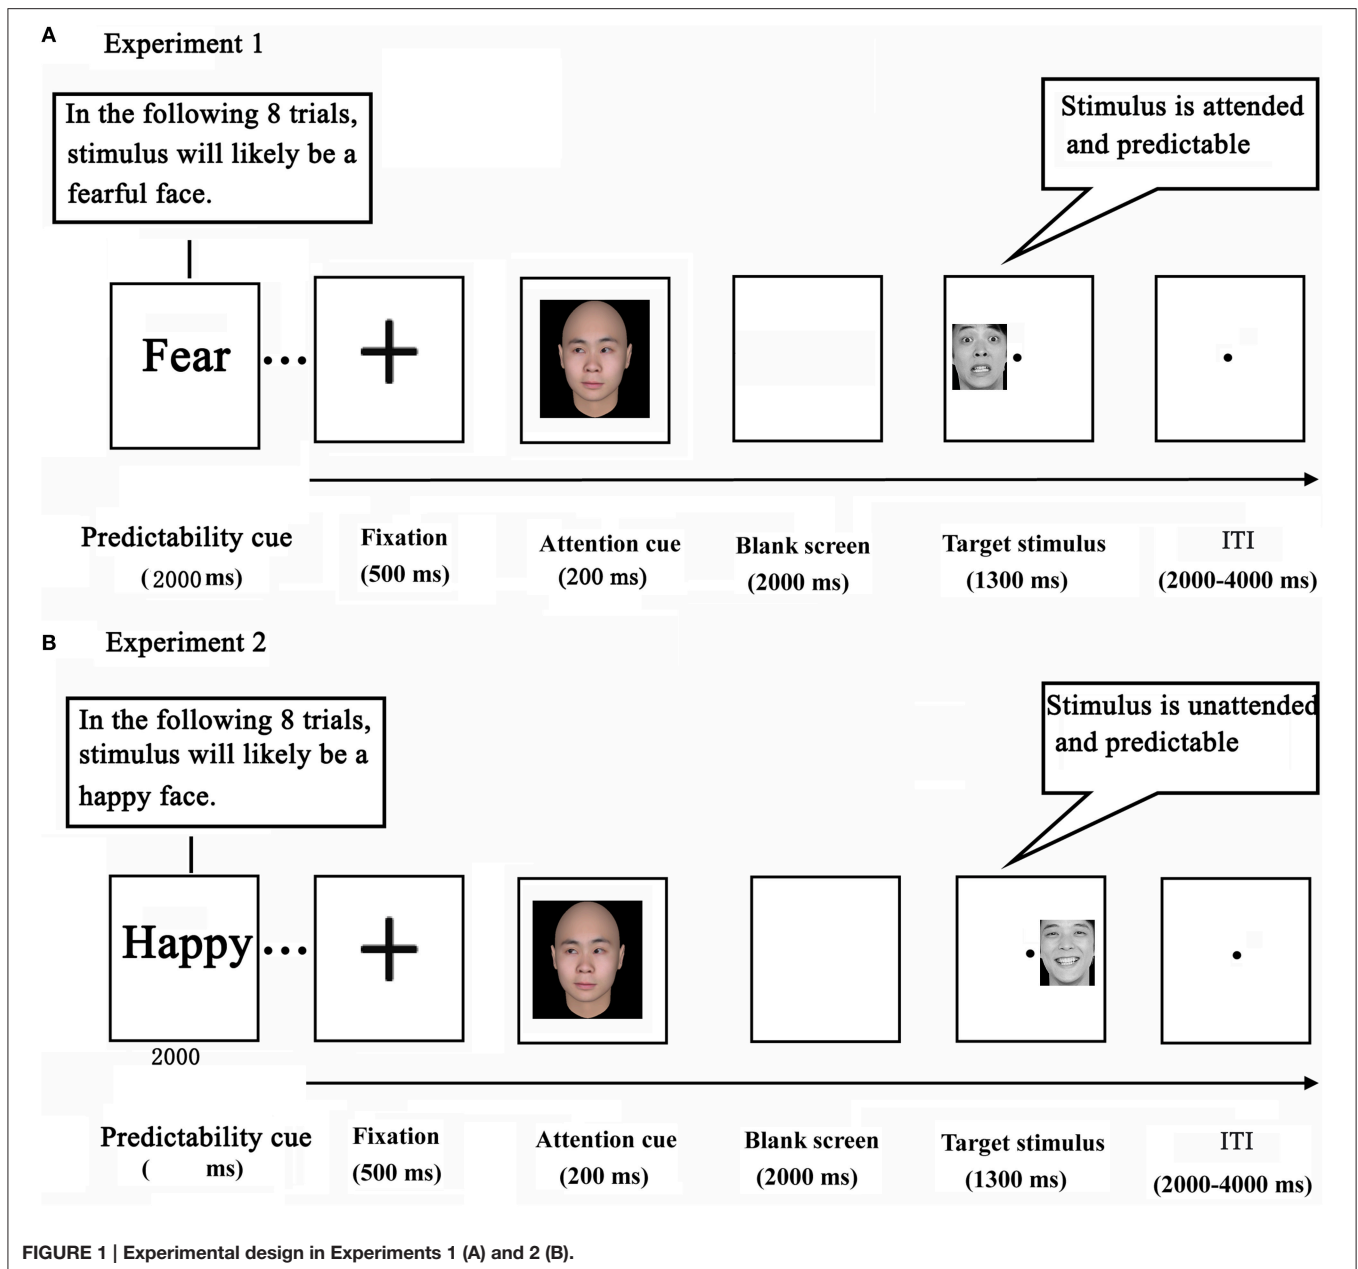 A Experiment 1
In the following 8 trials,
stimulus will likely be a
fearful face.
Stimulus is attended
and predictable
Fear ...
Predictability cue
(2000 ms)
Fixation
(500 ms)
Attention cue
(200 ms)
Blank screen
(2000 ms)
Target stimulus
(1300 ms)
ITI
(2000-4000 ms)
B Experiment 2
In the following 8 trials,
stimulus will likely be a
happy face.
Stimulus is unattended
and predictable
Happy ...
2000
Predictability cue
( ms)
Fixation
(500 ms)
Attention cue
(200 ms)
Blank screen
(2000 ms)
Target stimulus
(1300 ms)
ITI
(2000-4000 ms)
FIGURE 1 | Experimental design in Experiments 1 (A) and 2 (B).